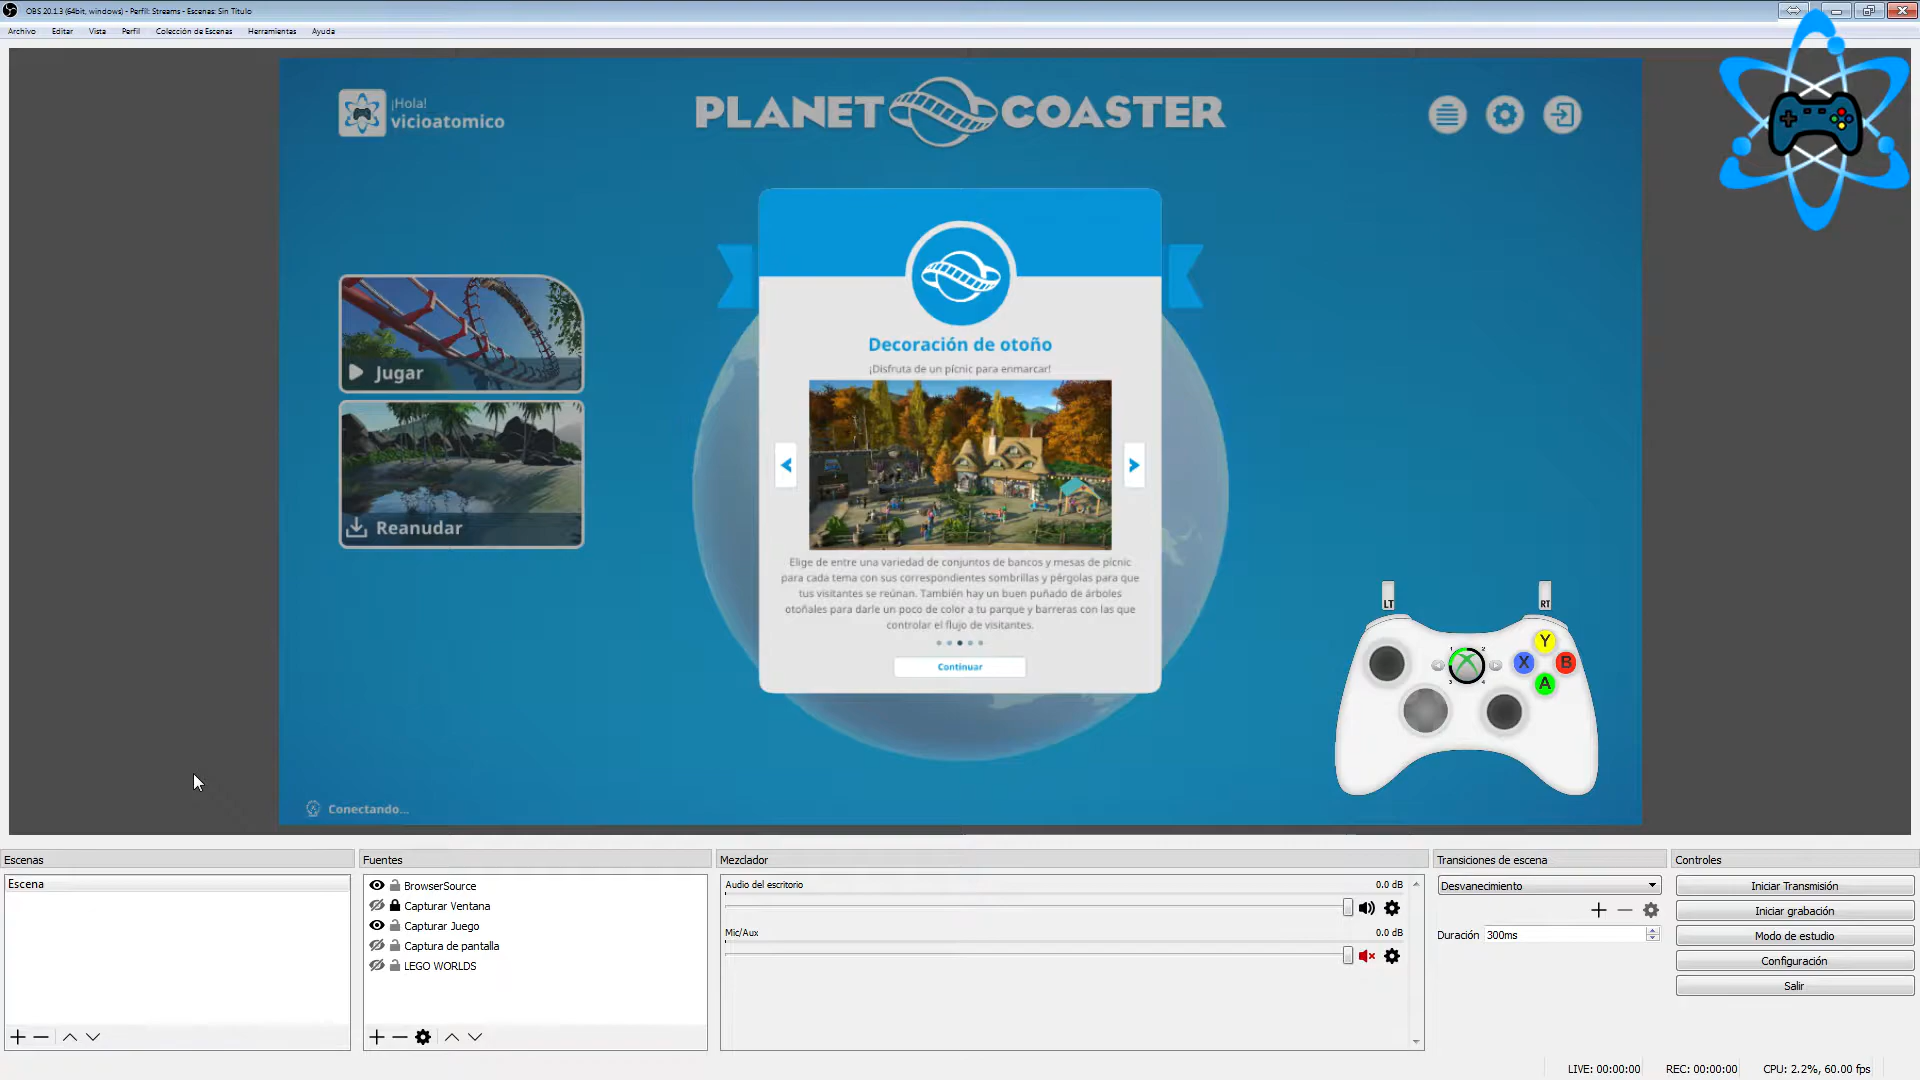 OBS 20.1.3 (64bit, windows) - Perfil: Streams - Escenas: Sin Título
Archivo Editar Vista Perfil Colección de Escenas Herramientas Ayuda
¡Hola!
vicioatomico
PLANET COASTER
Jugar
Reanudar
Decoración de otoño
¡Disfruta de un pícnic para enmarcar!
Elige de entre una variedad de conjuntos de bancos y mesas de pícnic
para cada tema con sus correspondientes sombrillas y pérgolas para que
tus visitantes se reúnan. También hay un buen puñado de árboles
otoñales para darle un poco de color a tu parque y barreras con las que
controlar el flujo de visitantes.
Continuar
Conectando...
LT
RT
1 2
3 4
Y
X
B
A
Escenas
Escena
Fuentes
BrowserSource
Capturar Ventana
Capturar Juego
Captura de pantalla
LEGO WORLDS
Mezclador
Audio del escritorio 0.0 dB
Mic/Aux 0.0 dB
Transiciones de escena
Desvanecimiento
Duración 300ms
Controles
Iniciar Transmisión
Iniciar grabación
Modo de estudio
Configuración
Salir
LIVE: 00:00:00 REC: 00:00:00 CPU: 2.2%, 60.00 fps